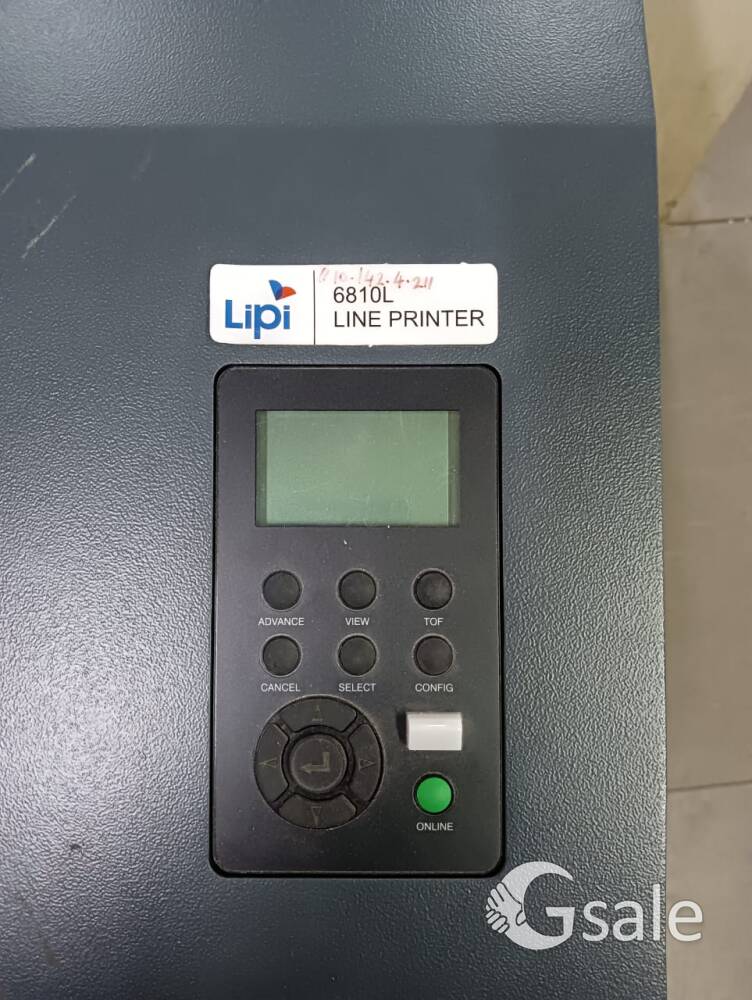 10.142.4.211
Lipi
6810L
LINE PRINTER
ADVANCE VIEW TOF
CANCEL SELECT CONFIG
ONLINE
Gsale